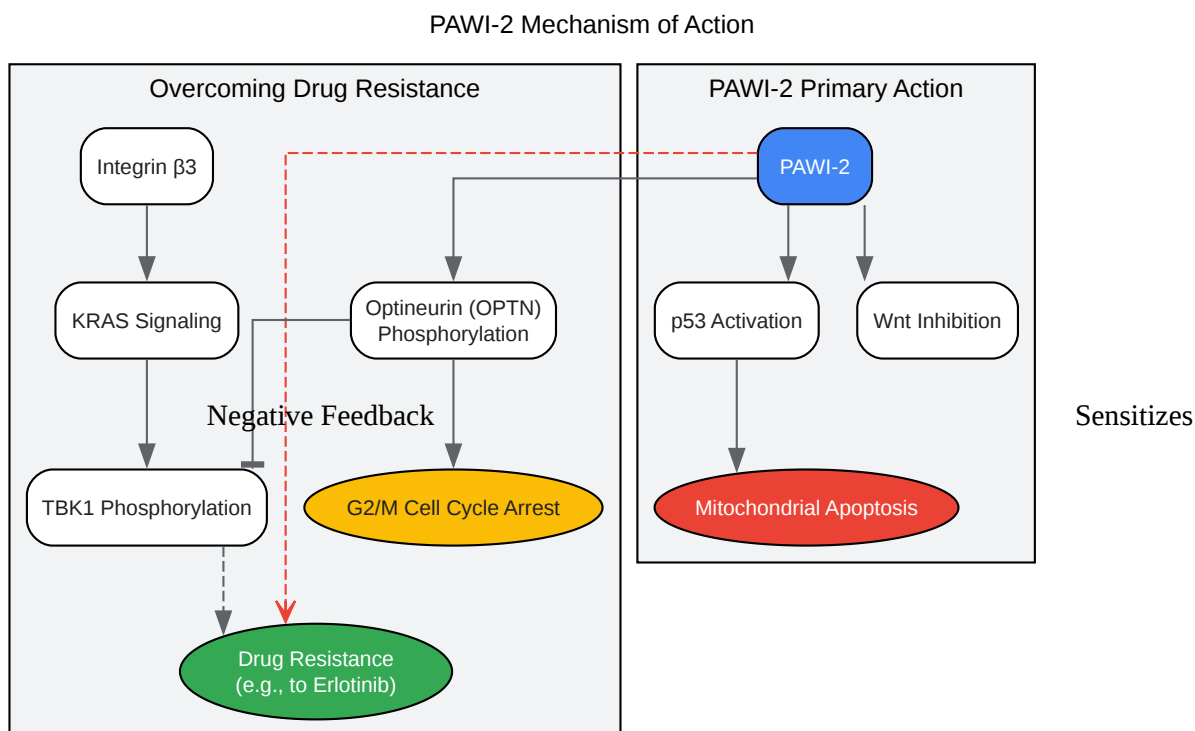 PAWI-2 Mechanism of Action
Overcoming Drug Resistance
PAWI-2 Primary Action
Integrin β3
PAWI-2
KRAS Signaling
Optineurin (OPTN)
Phosphorylation
p53 Activation
Wnt Inhibition
Negative Feedback
Sensitizes
TBK1 Phosphorylation
G2/M Cell Cycle Arrest
Mitochondrial Apoptosis
Drug Resistance
(e.g., to Erlotinib)